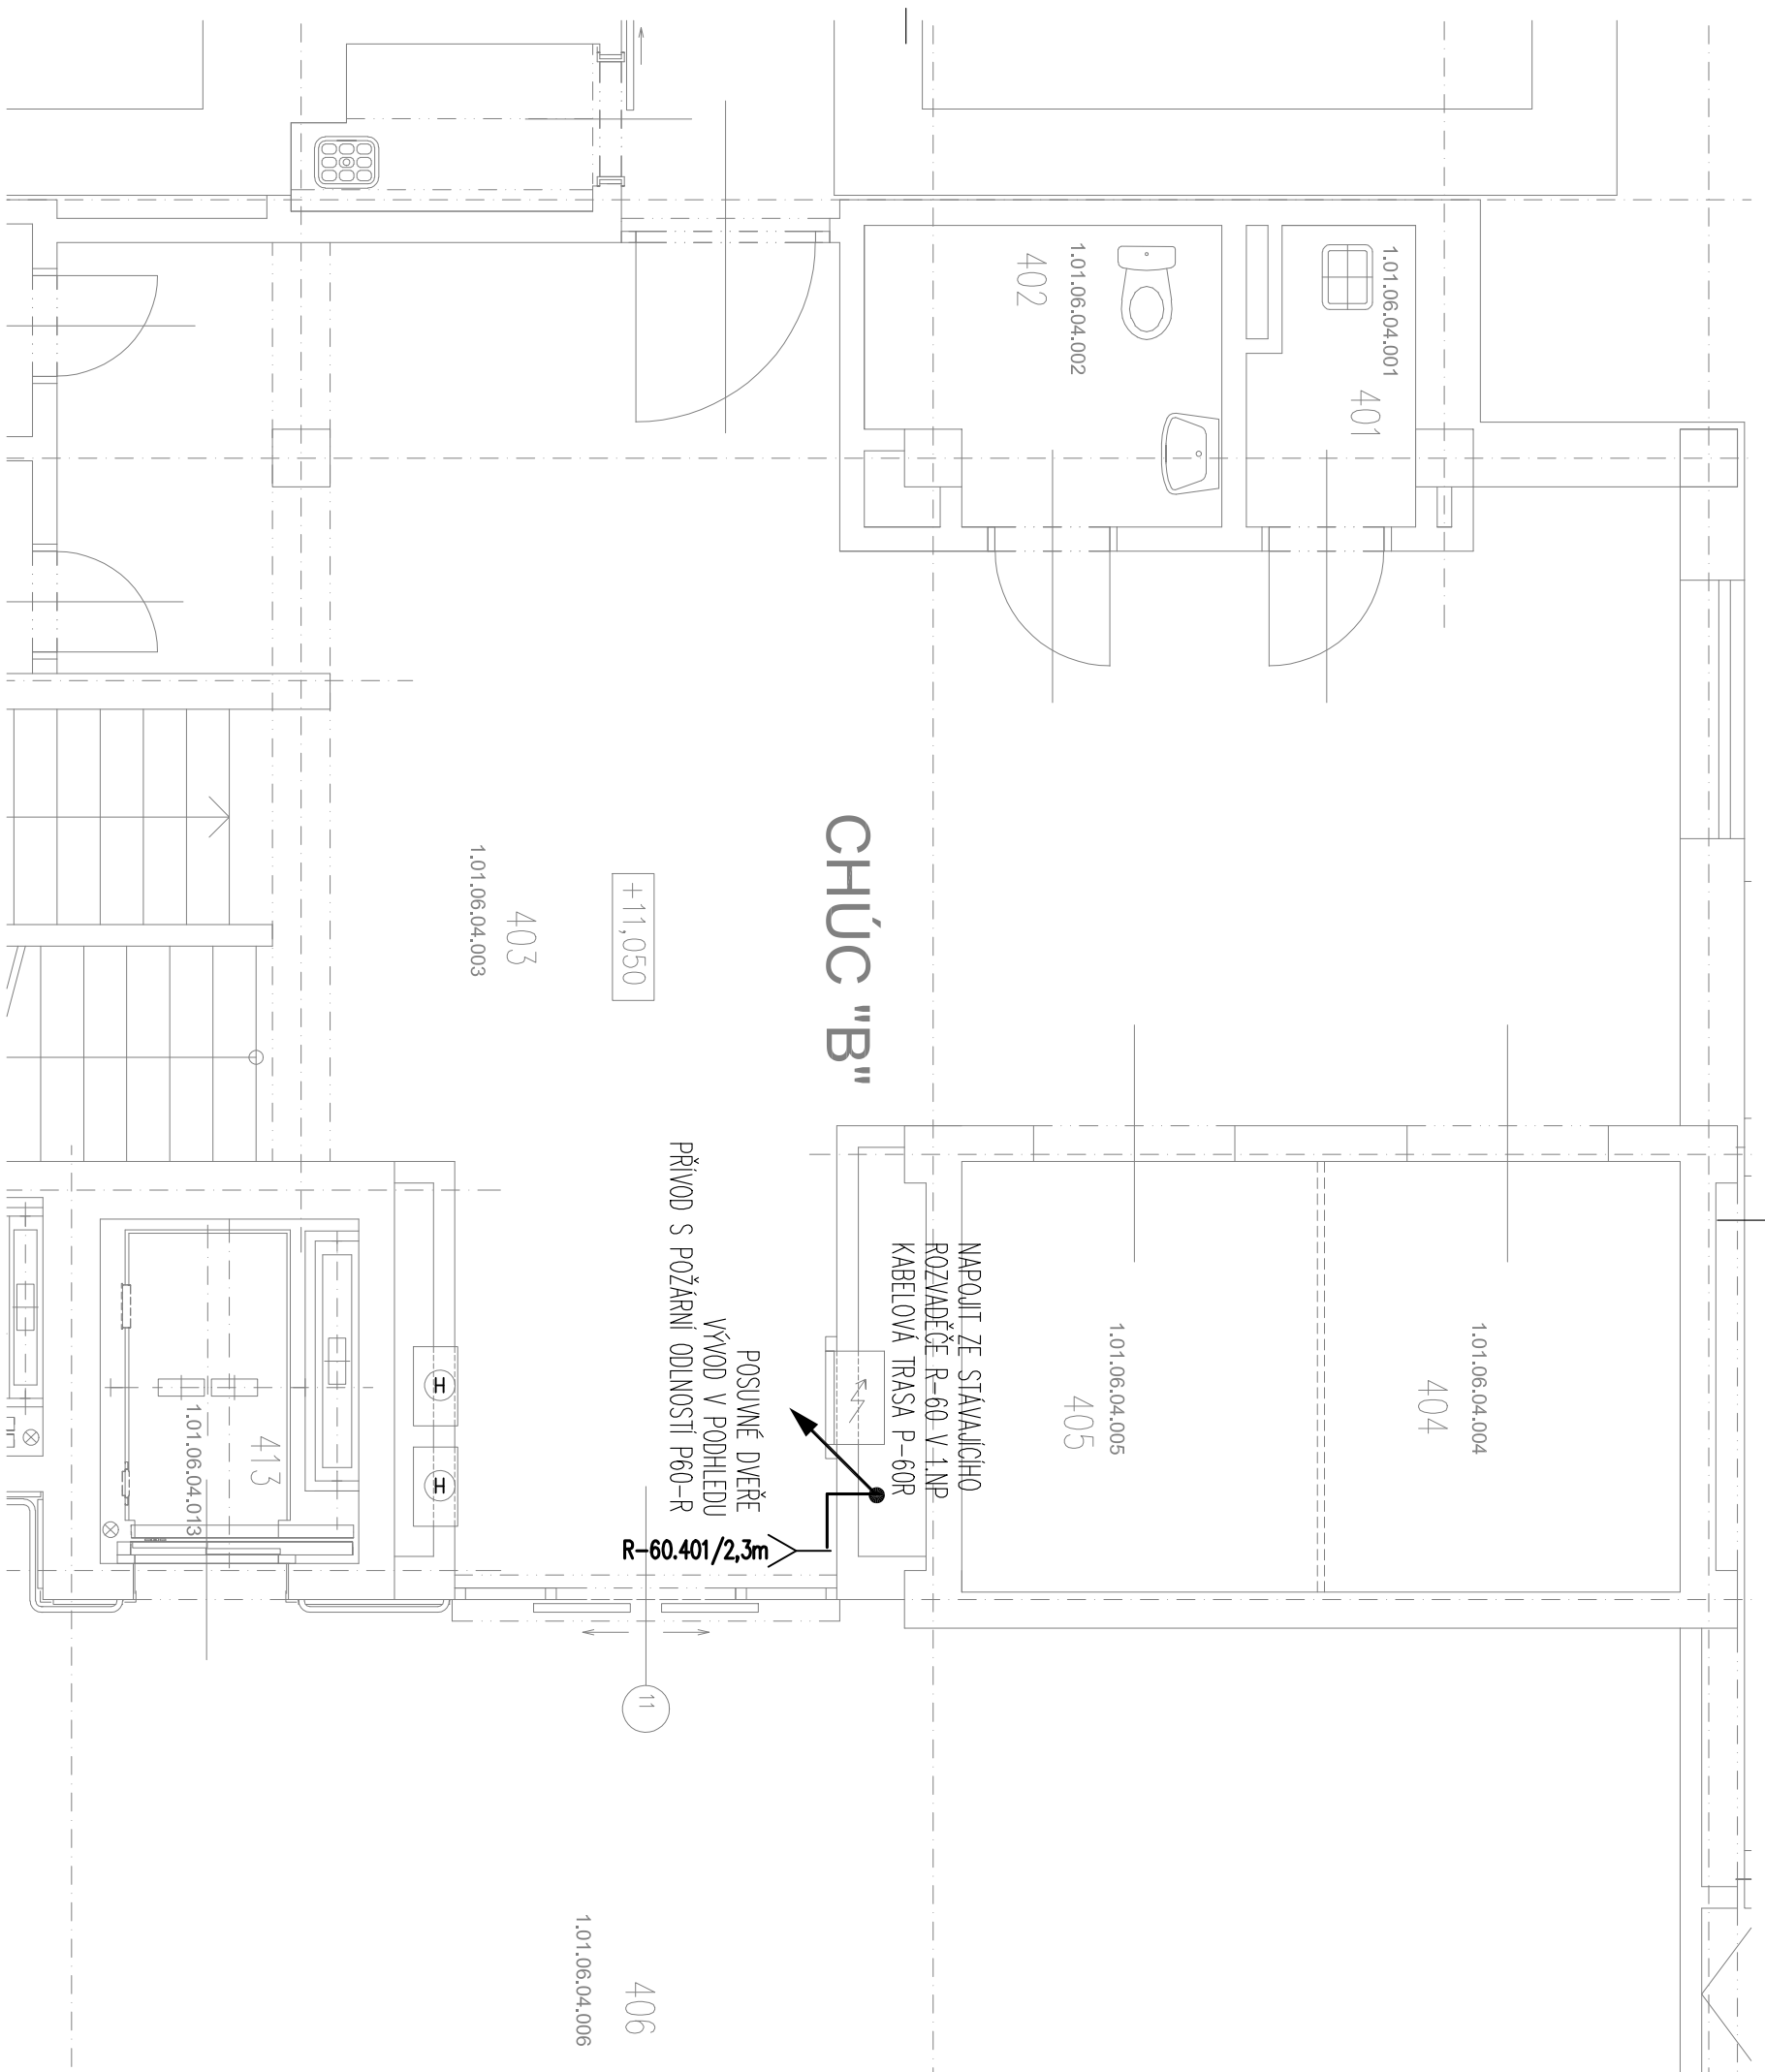 1.01.06.04.001
401
1.01.06.04.002
402
CHÚC "B"
+11,050
403
1.01.06.04.003
NAPOJIT ZE STÁVAJÍCÍHO
ROZVADĚČE R-60 V 1.NP
KABELOVÁ TRASA P-60R
POSUVNÉ DVEŘE
VÝVOD V PODHLEDU
PŘÍVOD S POŽÁRNÍ ODLNOSTÍ P60-R
R-60.401/2,3m
1.01.06.04.004
404
1.01.06.04.005
405
H
H
413
1.01.06.04.013
11
406
1.01.06.04.006